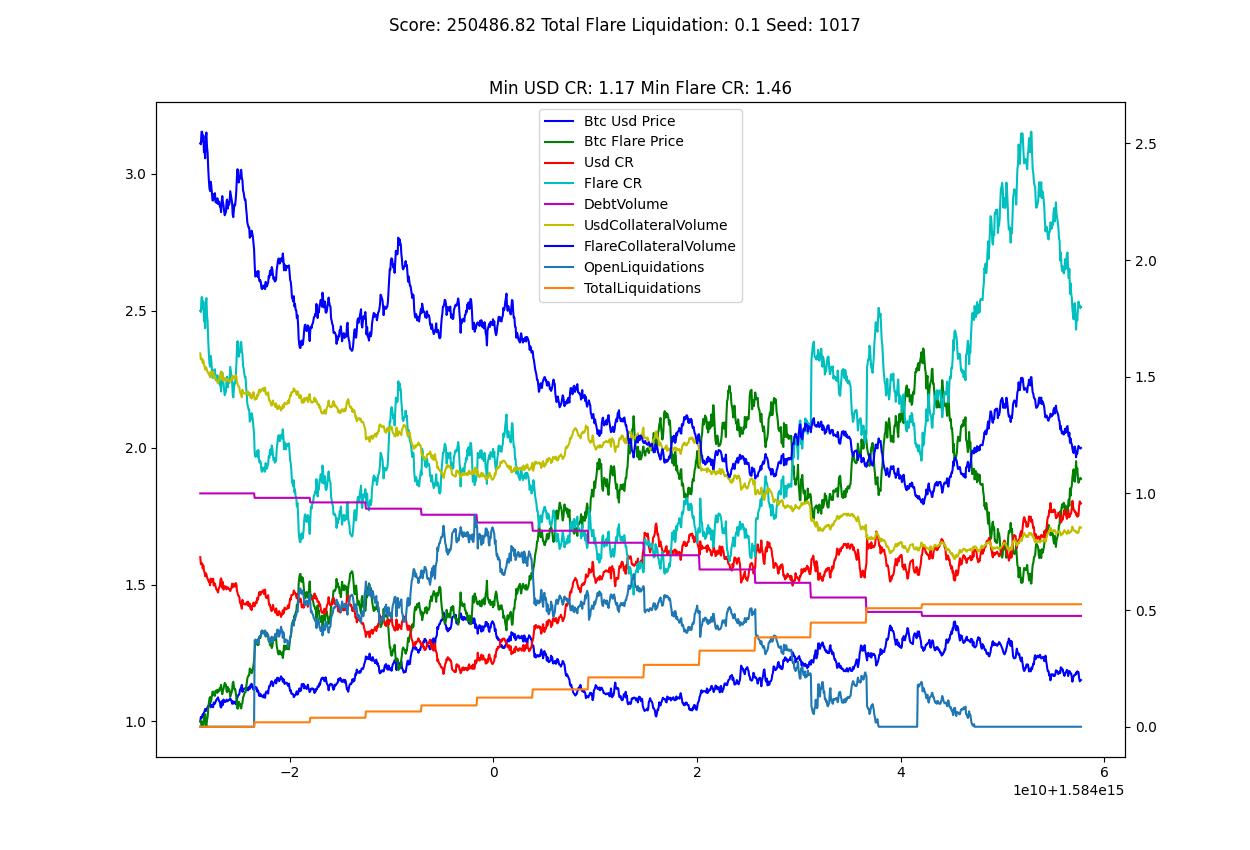 Score: 250486.82 Total Flare Liquidation: 0.1 Seed: 1017
Min USD CR: 1.17 Min Flare CR: 1.46
Btc Usd Price
Btc Flare Price
Usd CR
Flare CR
DebtVolume
UsdCollateralVolume
FlareCollateralVolume
OpenLiquidations
TotalLiquidations
3.0
2.5
2.0
1.5
1.0
2.5
2.0
1.5
1.0
0.5
0.0
−2
0
2
4
6
1e10+1.584e15